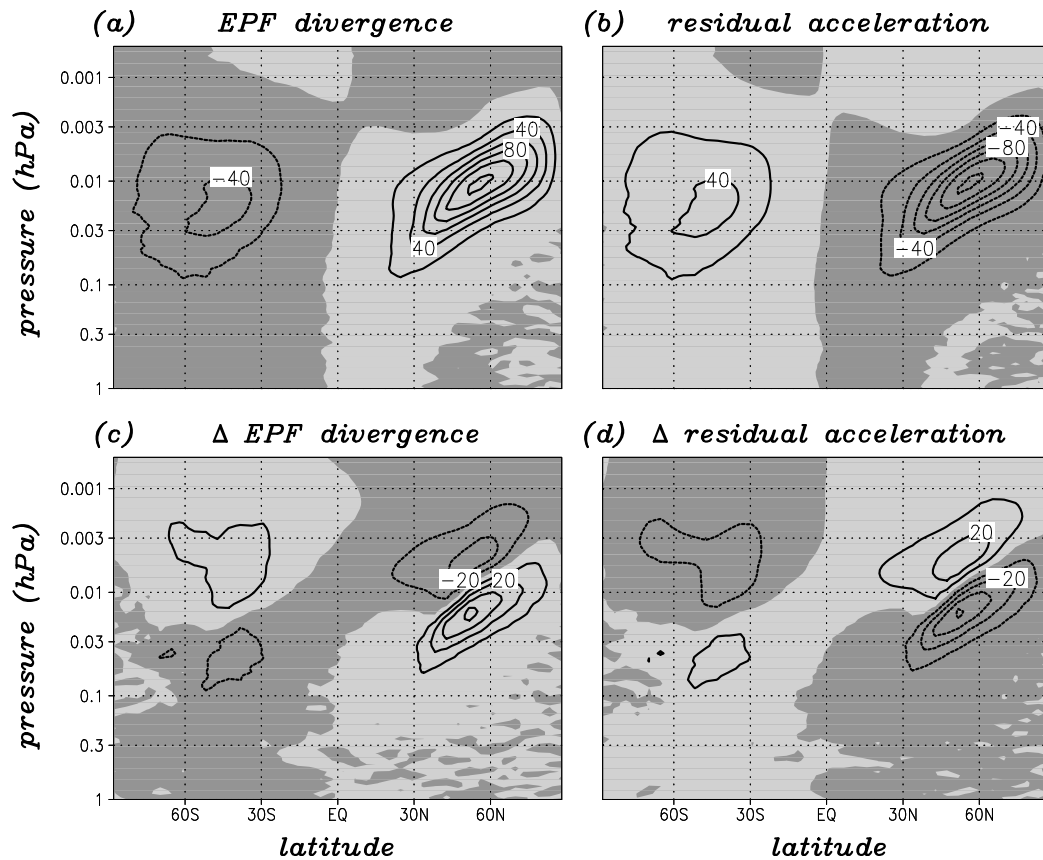 (a) EPF divergence
(b) residual acceleration
pressure (hPa)
0.001
0.003
0.01
0.03
0.1
0.3
1
−40
40
80
40
40
−40
−80
−40
(c) Δ EPF divergence
(d) Δ residual acceleration
pressure (hPa)
0.001
0.003
0.01
0.03
0.1
0.3
1
−20
20
20
−20
60S
30S
EQ
30N
60N
60S
30S
EQ
30N
60N
latitude
latitude